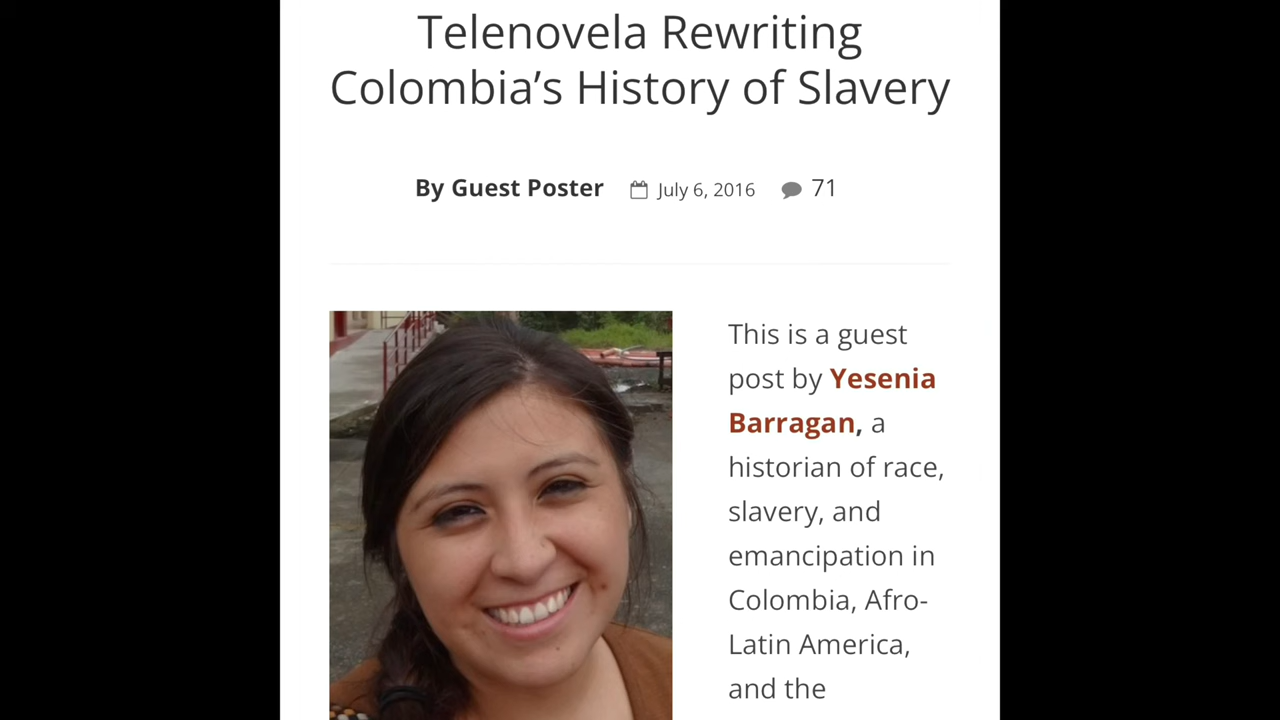 Telenovela Rewriting
Colombia’s History of Slavery
By Guest Poster July 6, 2016 71
This is a guest
post by Yesenia
Barragan, a
historian of race,
slavery, and
emancipation in
Colombia, Afro-
Latin America,
and the